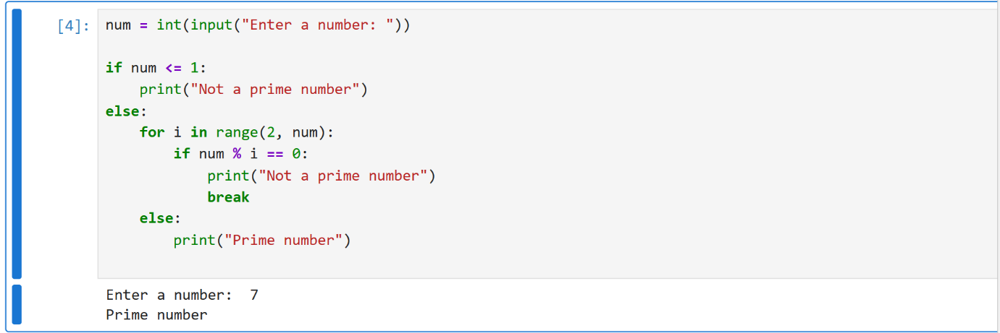 [4]: num = int(input("Enter a number: "))
if num <= 1:
    print("Not a prime number")
else:
    for i in range(2, num):
        if num % i == 0:
            print("Not a prime number")
            break
    else:
        print("Prime number")
Enter a number:  7
Prime number